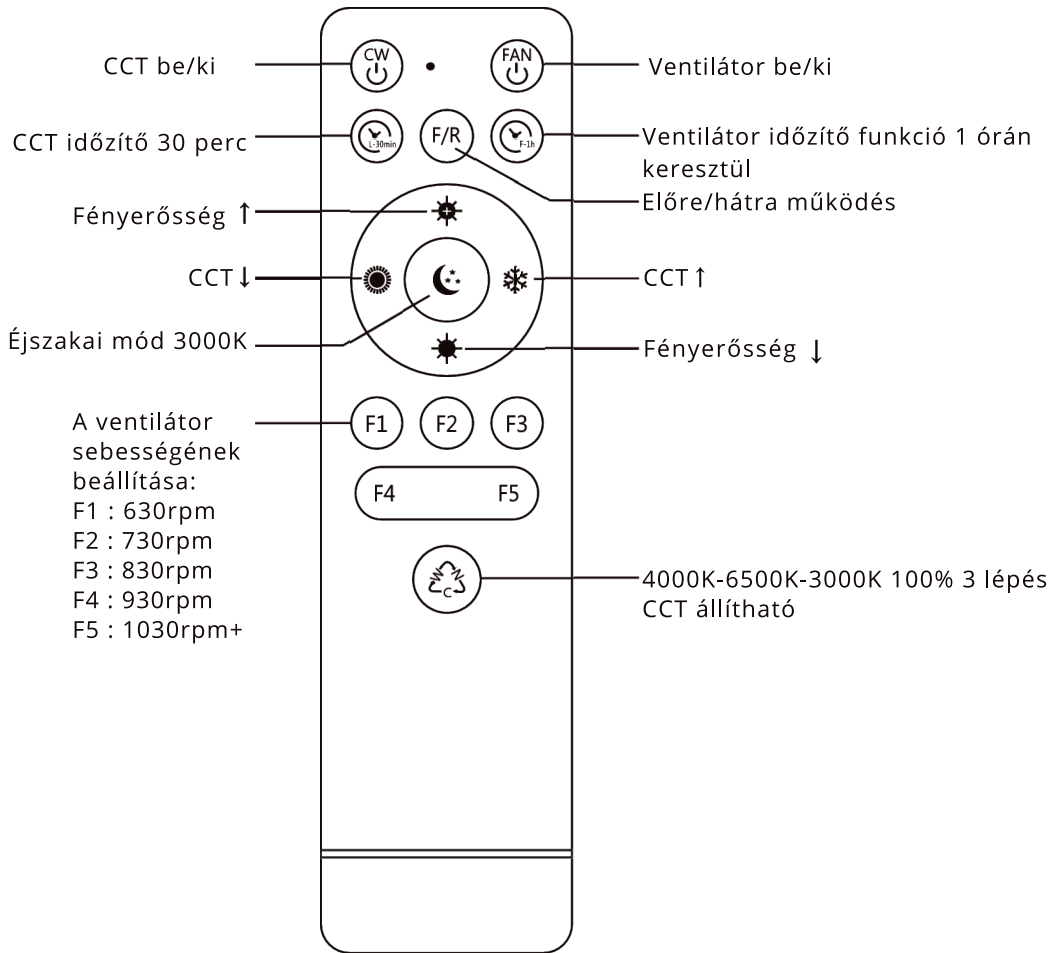 CW
FAN
CCT be/ki
Ventilátor be/ki
CCT időzítő 30 perc
L-30min
F/R
F-1h
Ventilátor időzítő funkció 1 órán
keresztül
Előre/hátra működés
Fényerősség ↑
CCT ↓
CCT ↑
Éjszakai mód 3000K
Fényerősség ↓
A ventilátor
sebességének
beállítása:
F1 : 630rpm
F2 : 730rpm
F3 : 830rpm
F4 : 930rpm
F5 : 1030rpm+
F1
F2
F3
F4
F5
W
N
C
4000K-6500K-3000K 100% 3 lépés
CCT állítható